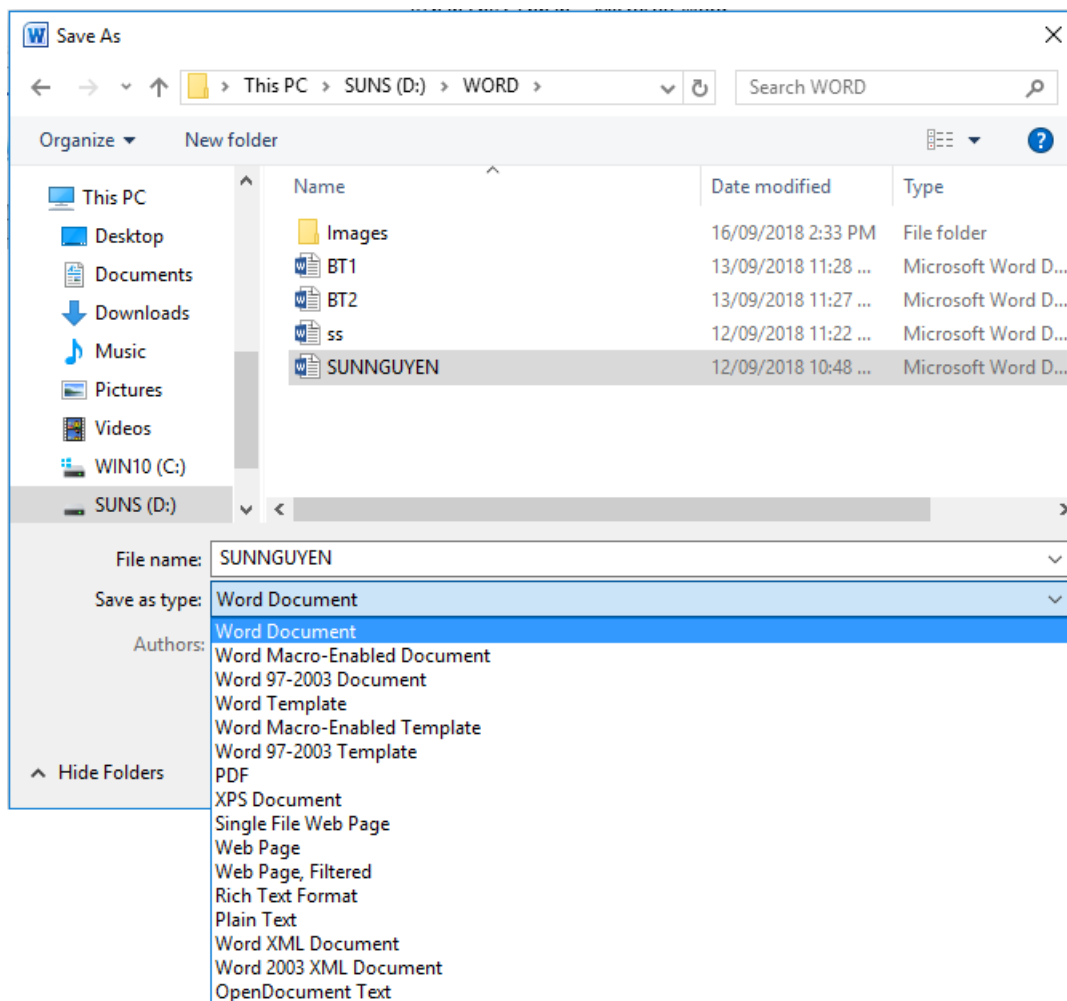 W Save As
This PC > SUNS (D:) > WORD >
Search WORD
Organize
New folder
?
Name
Date modified
Type
This PC
Desktop
Documents
Downloads
Music
Pictures
Videos
WIN10 (C:)
SUNS (D:)
Images 16/09/2018 2:33 PM File folder
BT1 13/09/2018 11:28 ... Microsoft Word D...
BT2 13/09/2018 11:27 ... Microsoft Word D...
ss 12/09/2018 11:22 ... Microsoft Word D...
SUNNGUYEN 12/09/2018 10:48 ... Microsoft Word D...
File name: SUNNGUYEN
Save as type: Word Document
Authors:
Word Document
Word Macro-Enabled Document
Word 97-2003 Document
Word Template
Word Macro-Enabled Template
Word 97-2003 Template
PDF
XPS Document
Single File Web Page
Web Page
Web Page, Filtered
Rich Text Format
Plain Text
Word XML Document
Word 2003 XML Document
OpenDocument Text
Hide Folders